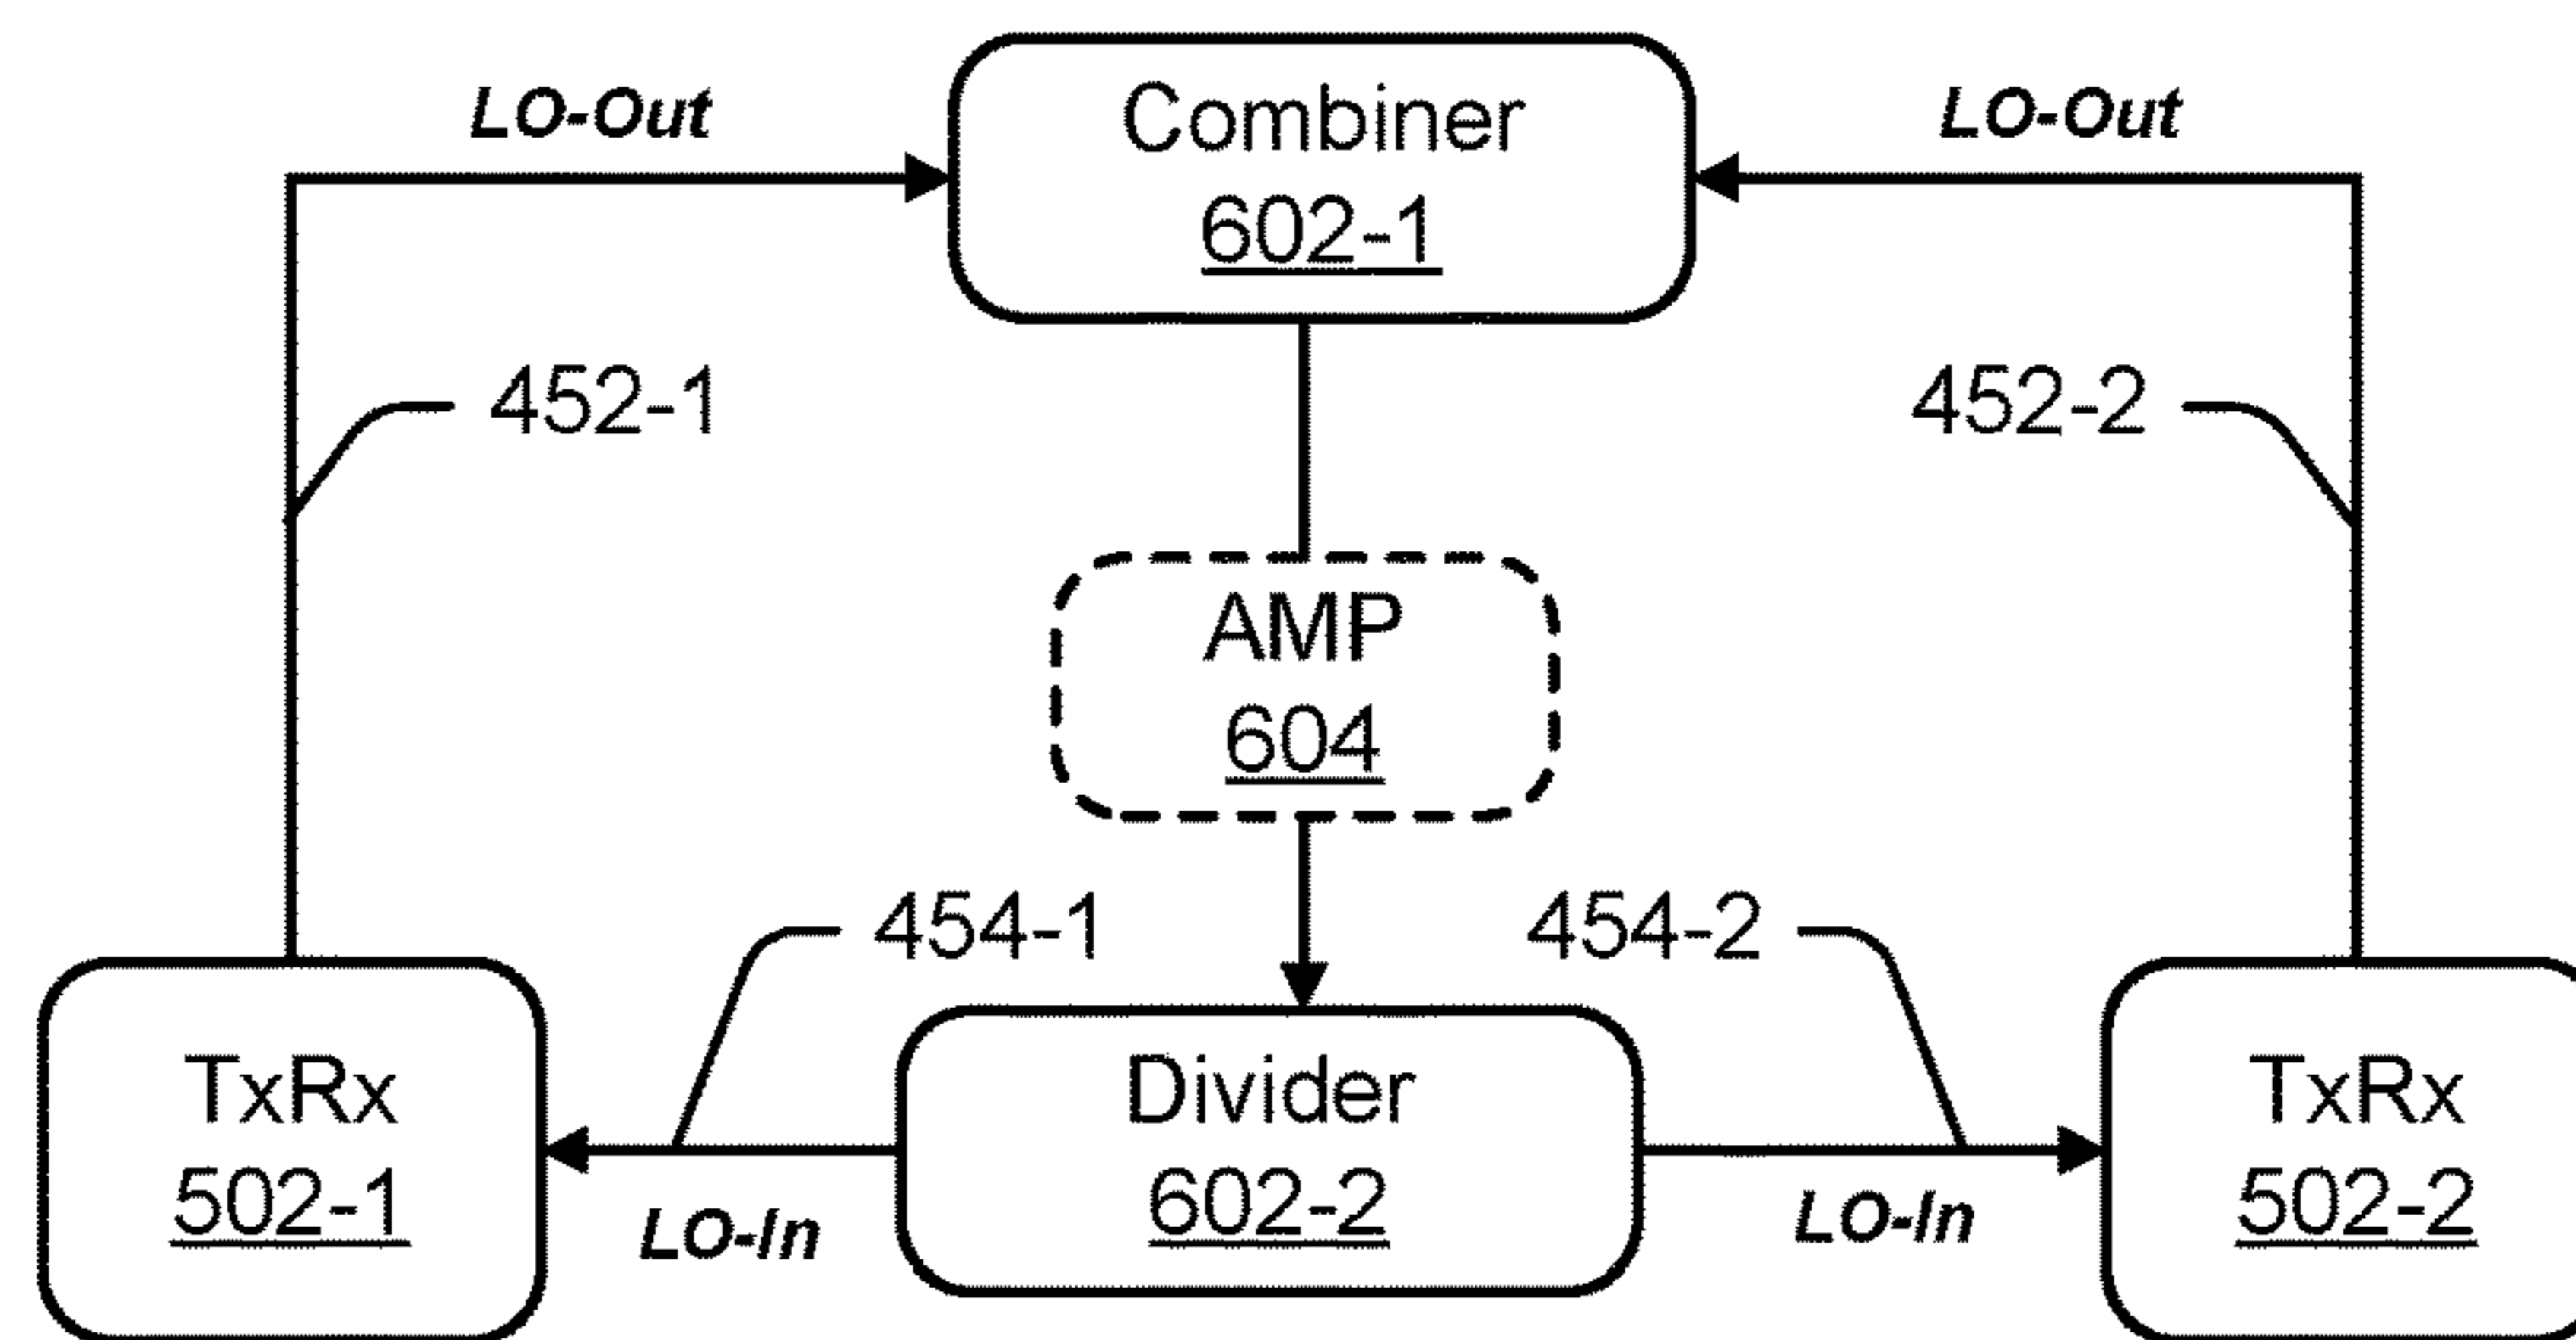 LO-Out
Combiner
602-1
LO-Out
452-1
452-2
AMP
604
454-1
454-2
TxRx
502-1
LO-In
Divider
602-2
LO-In
TxRx
502-2